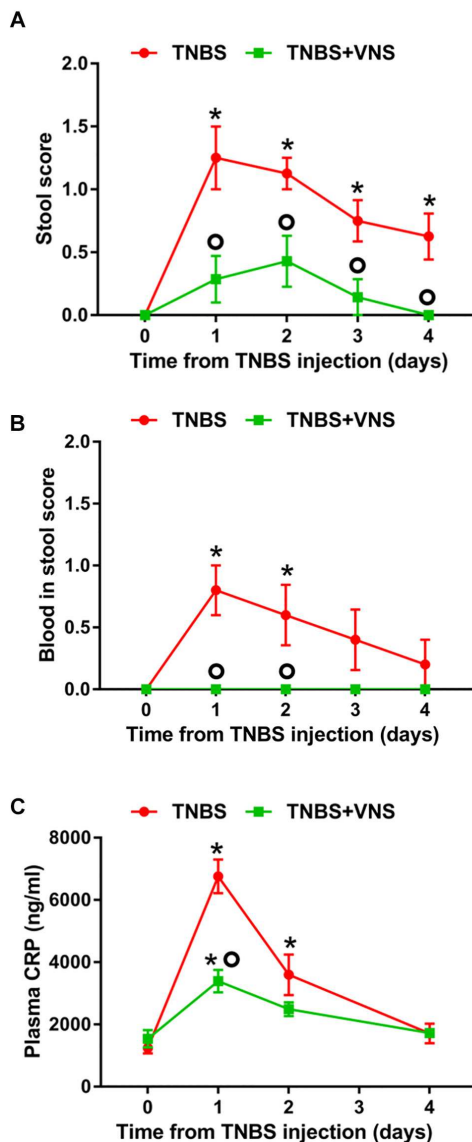 A
TNBS TNBS+VNS
2.0
1.5
1.0
0.5
0.0
Stool score
* * * *
0 1 2 3 4
Time from TNBS injection (days)
B
TNBS TNBS+VNS
2.0
1.5
1.0
0.5
0.0
Blood in stool score
* *
0 1 2 3 4
Time from TNBS injection (days)
C
TNBS TNBS+VNS
8000
6000
4000
2000
0
Plasma CRP (ng/ml)
*
*
*
0 1 2 3 4
Time from TNBS injection (days)